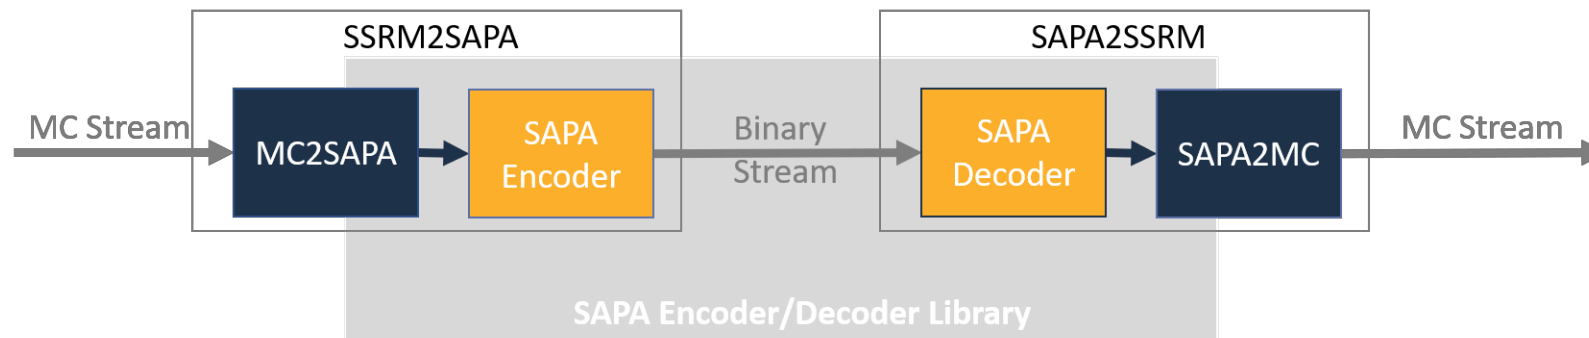 SSRM2SAPA
SAPA2SSRM
MC Stream
MC2SAPA
SAPA
Encoder
Binary
Stream
SAPA
Decoder
SAPA2MC
MC Stream
SAPA Encoder/Decoder Library